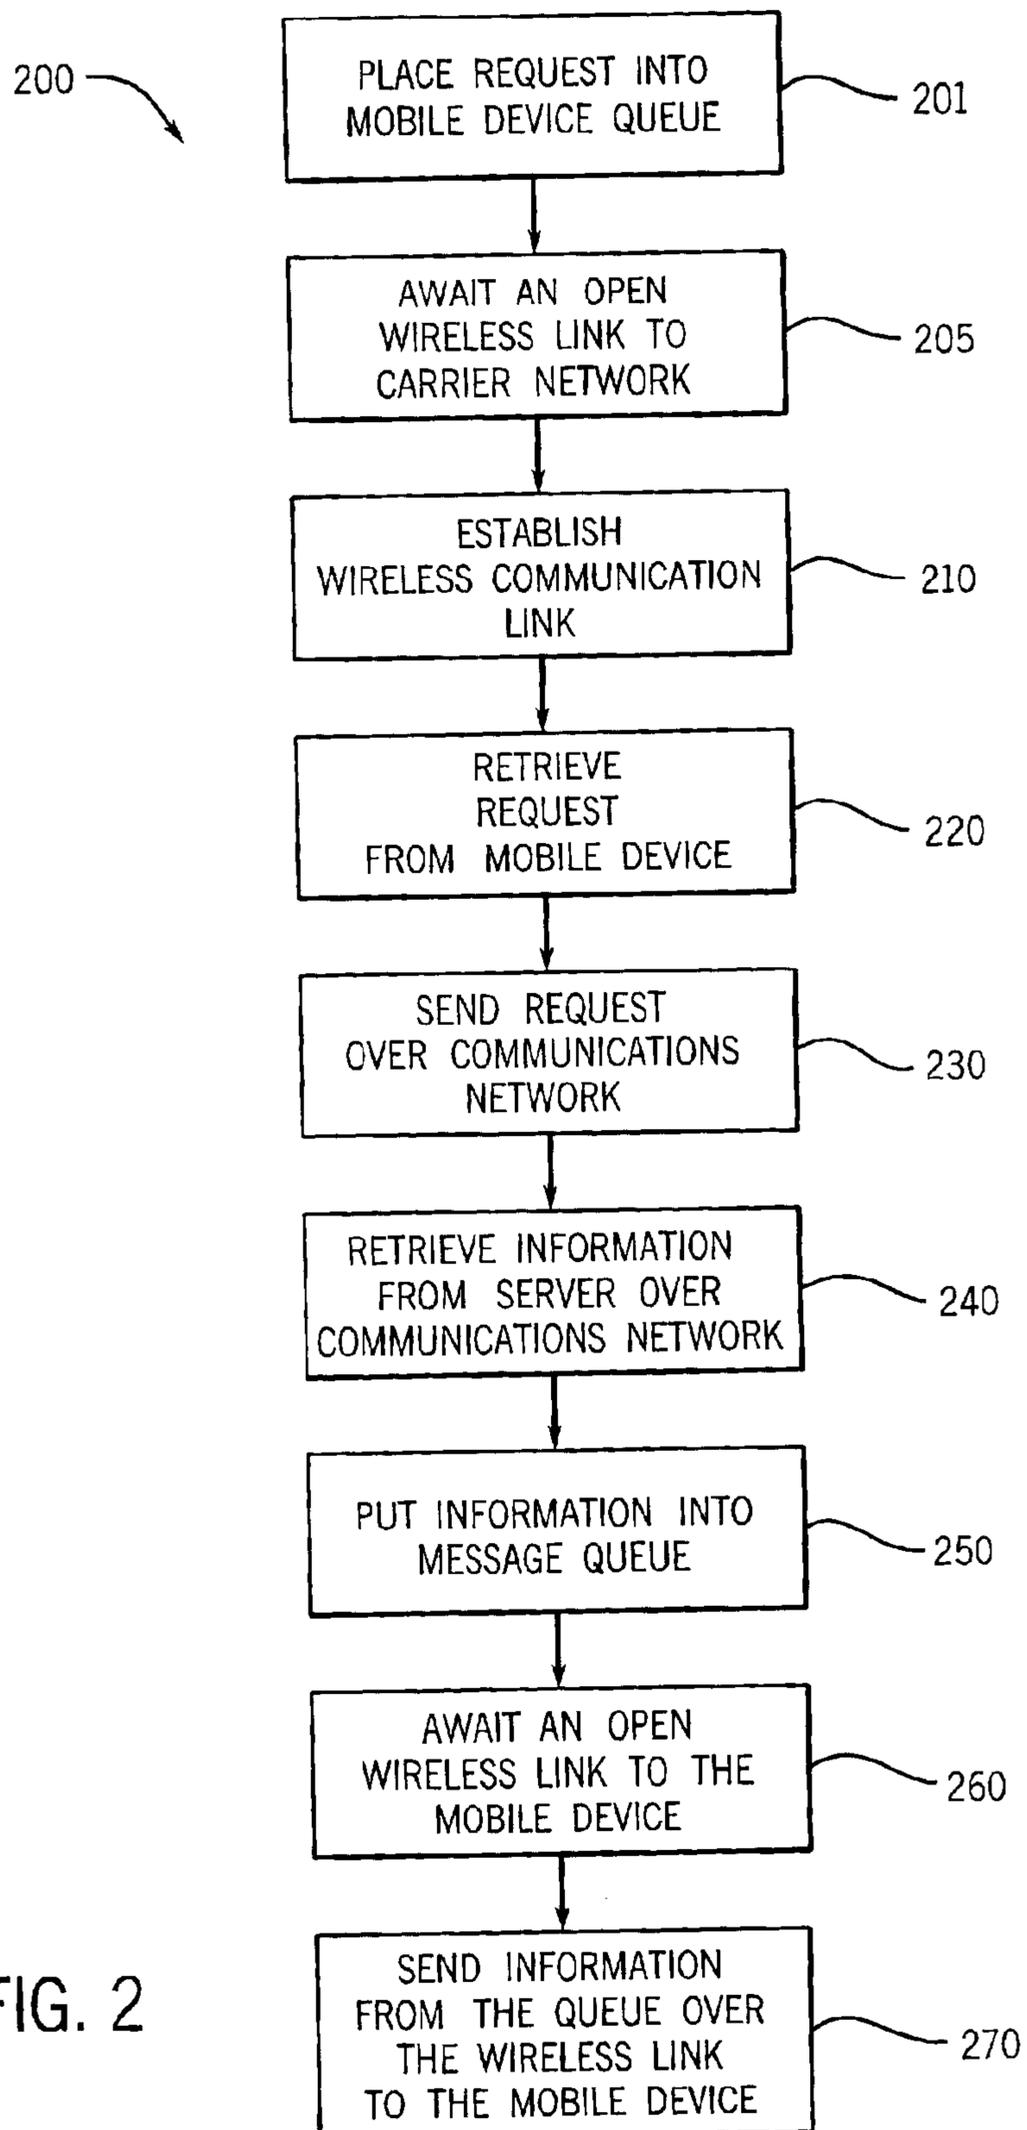 200
PLACE REQUEST INTO
MOBILE DEVICE QUEUE
201
AWAIT AN OPEN
WIRELESS LINK TO
CARRIER NETWORK
205
ESTABLISH
WIRELESS COMMUNICATION
LINK
210
RETRIEVE
REQUEST
FROM MOBILE DEVICE
220
SEND REQUEST
OVER COMMUNICATIONS
NETWORK
230
RETRIEVE INFORMATION
FROM SERVER OVER
COMMUNICATIONS NETWORK
240
PUT INFORMATION INTO
MESSAGE QUEUE
250
AWAIT AN OPEN
WIRELESS LINK TO THE
MOBILE DEVICE
260
SEND INFORMATION
FROM THE QUEUE OVER
THE WIRELESS LINK
TO THE MOBILE DEVICE
270
FIG. 2